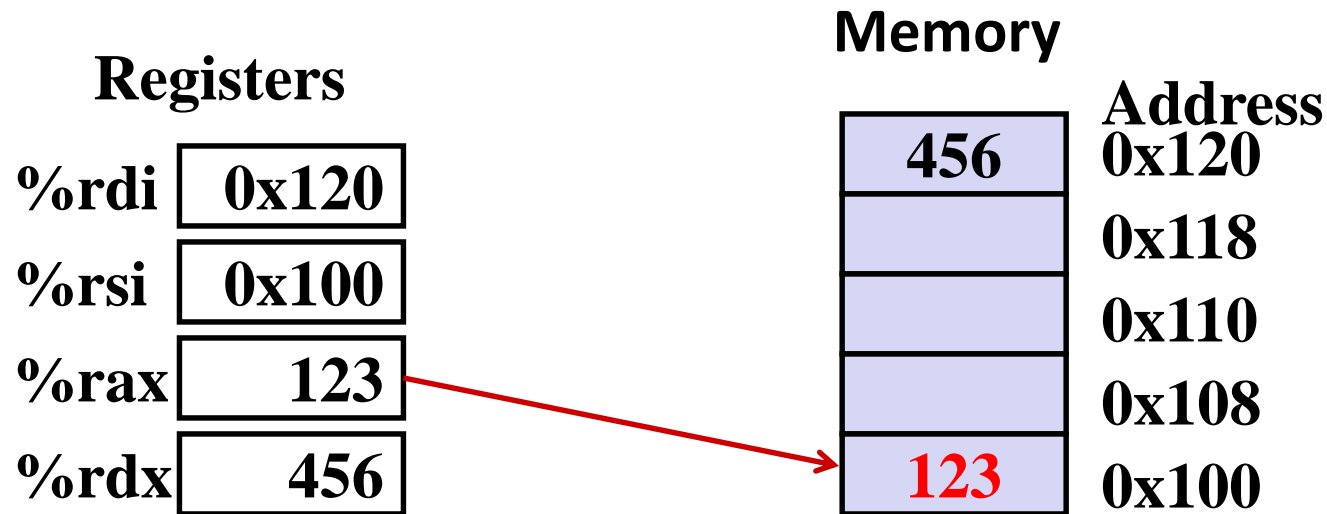 Memory
Registers
Address
%rdi 0x120 456 0x120
0x118
%rsi 0x100
0x110
%rax 123
0x108
%rdx 456 123 0x100